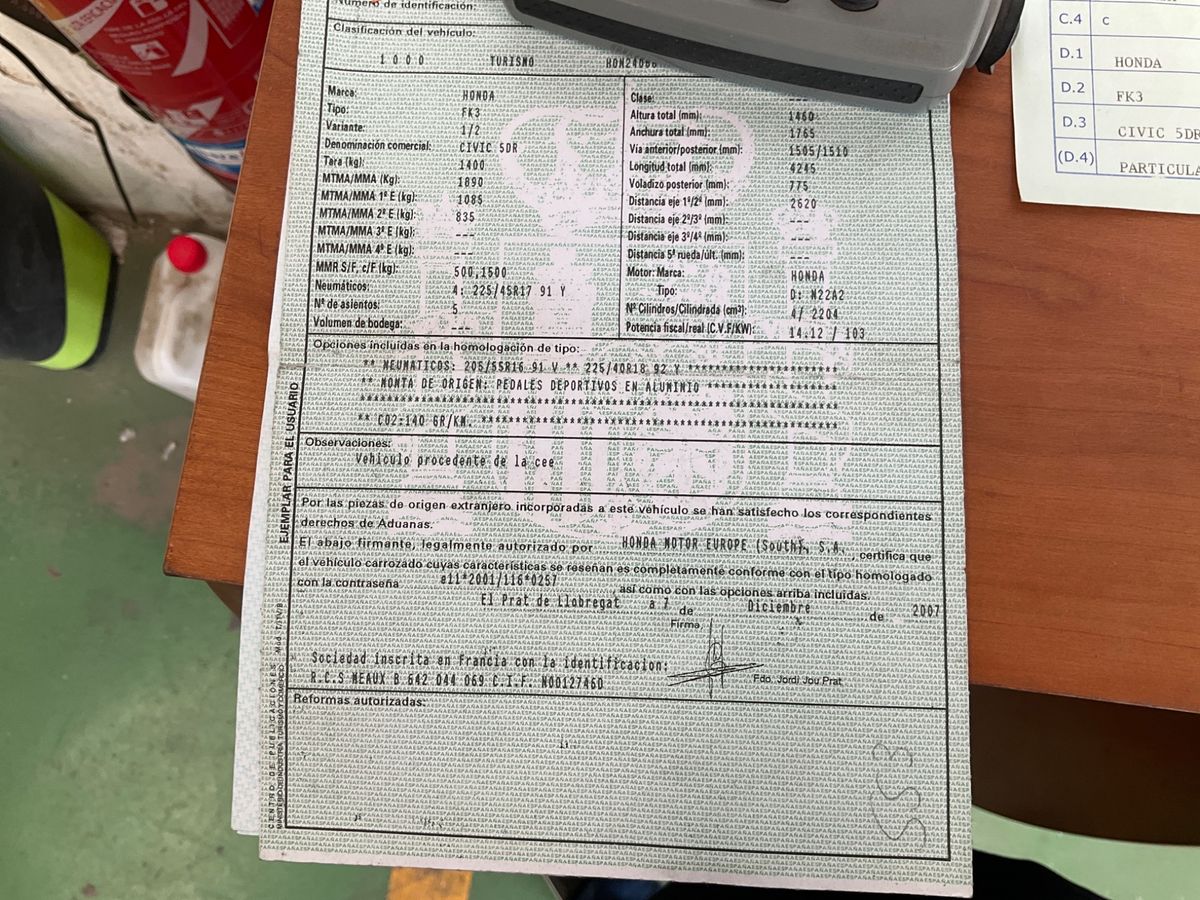 Número de identificación:
Clasificación del vehículo:
1000 TURISMO
Marca: HONDA
Tipo: FK3
Variante: 1/2
Denominación comercial: CIVIC 5DR
Tara (kg): 1400
MTMA/MMA (Kg): 1890
MTMA/MMA 1º E (kg): 1085
MTMA/MMA 2º E (kg): 835
MTMA/MMA 3º E (kg): ---
MTMA/MMA 4º E (kg): ---
MMR S/F, c/F (kg): 500,1500
Neumáticos: 4: 225/45R17 91 Y
Nº de asientos: 5
Volumen de bodega: ---
Clase: ---
Altura total (mm): 1460
Anchura total (mm): 1765
Vía anterior/posterior (mm): 1505/1510
Longitud total (mm): 4245
Voladizo posterior (mm): 775
Distancia eje 1º/2º (mm): 2620
Distancia eje 2º/3º (mm): ---
Distancia eje 3º/4º (mm): ---
Distancia 5ª rueda/últ. (mm): ---
Motor: Marca: HONDA
Tipo: D: N22A2
Nº Cilindros/Cilindrada (cm³): 4/ 2204
Potencia fiscal/real (C.V.F/KW): 14.12 / 103
Opciones incluidas en la homologación de tipo:
** NEUMATICOS: 205/55R16 91 V ** 225/40R18 92 Y ********************
** MONTA DE ORIGEN: PEDALES DEPORTIVOS EN ALUMINIO *****************
** CO2:140 GR/KM. **************************************************
Observaciones:
Vehiculo procedente de la cee
Por las piezas de origen extranjero incorporadas a este vehículo se han satisfecho los correspondientes
derechos de Aduanas.
El abajo firmante, legalmente autorizado por HONDA MOTOR EUROPE (South), S.A. certifica que
el vehículo carrozado cuyas características se reseñan es completamente conforme con el tipo homologado
con la contraseña e11*2001/116*0257 así como con las opciones arriba incluidas.
El Prat de Llobregat a 7 de Diciembre de 2007
Firma,
Sociedad inscrita en Francia con la identificacion:
R.C.S MEAUX B 642 044 069 C.I.F. N00127460
Fdo. Jordi Jou Prat
Reformas autorizadas:
EJEMPLAR PARA EL USUARIO
CENTRO DE PUBLICACIONES
SS3
C.4 c
D.1 HONDA
D.2 FK3
D.3 CIVIC 5DR
(D.4) PARTICULA